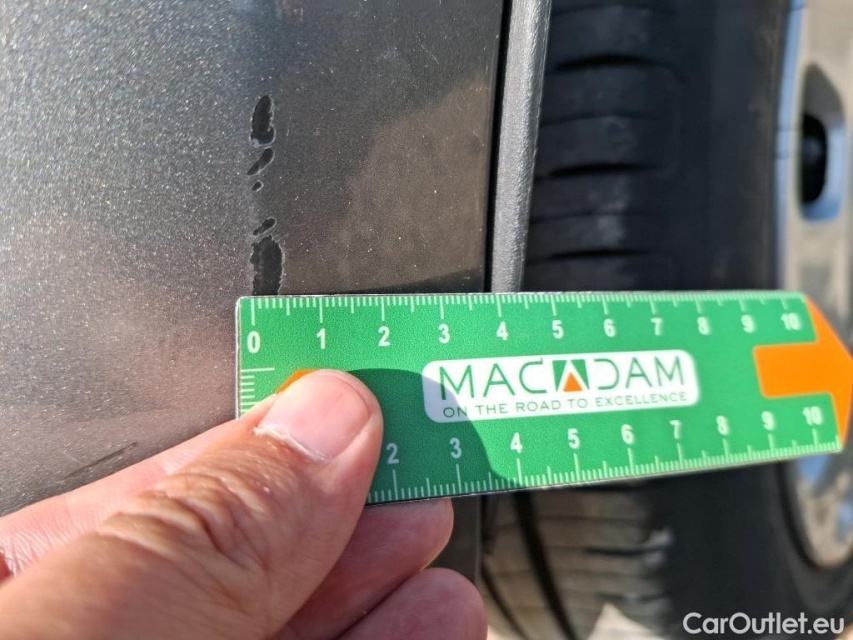 0 1 2 3 4 5 6 7 8 9 10
MACADAM
ON THE ROAD TO EXCELLENCE
2 3 4 5 6 7 8 9 10
CarOutlet.eu